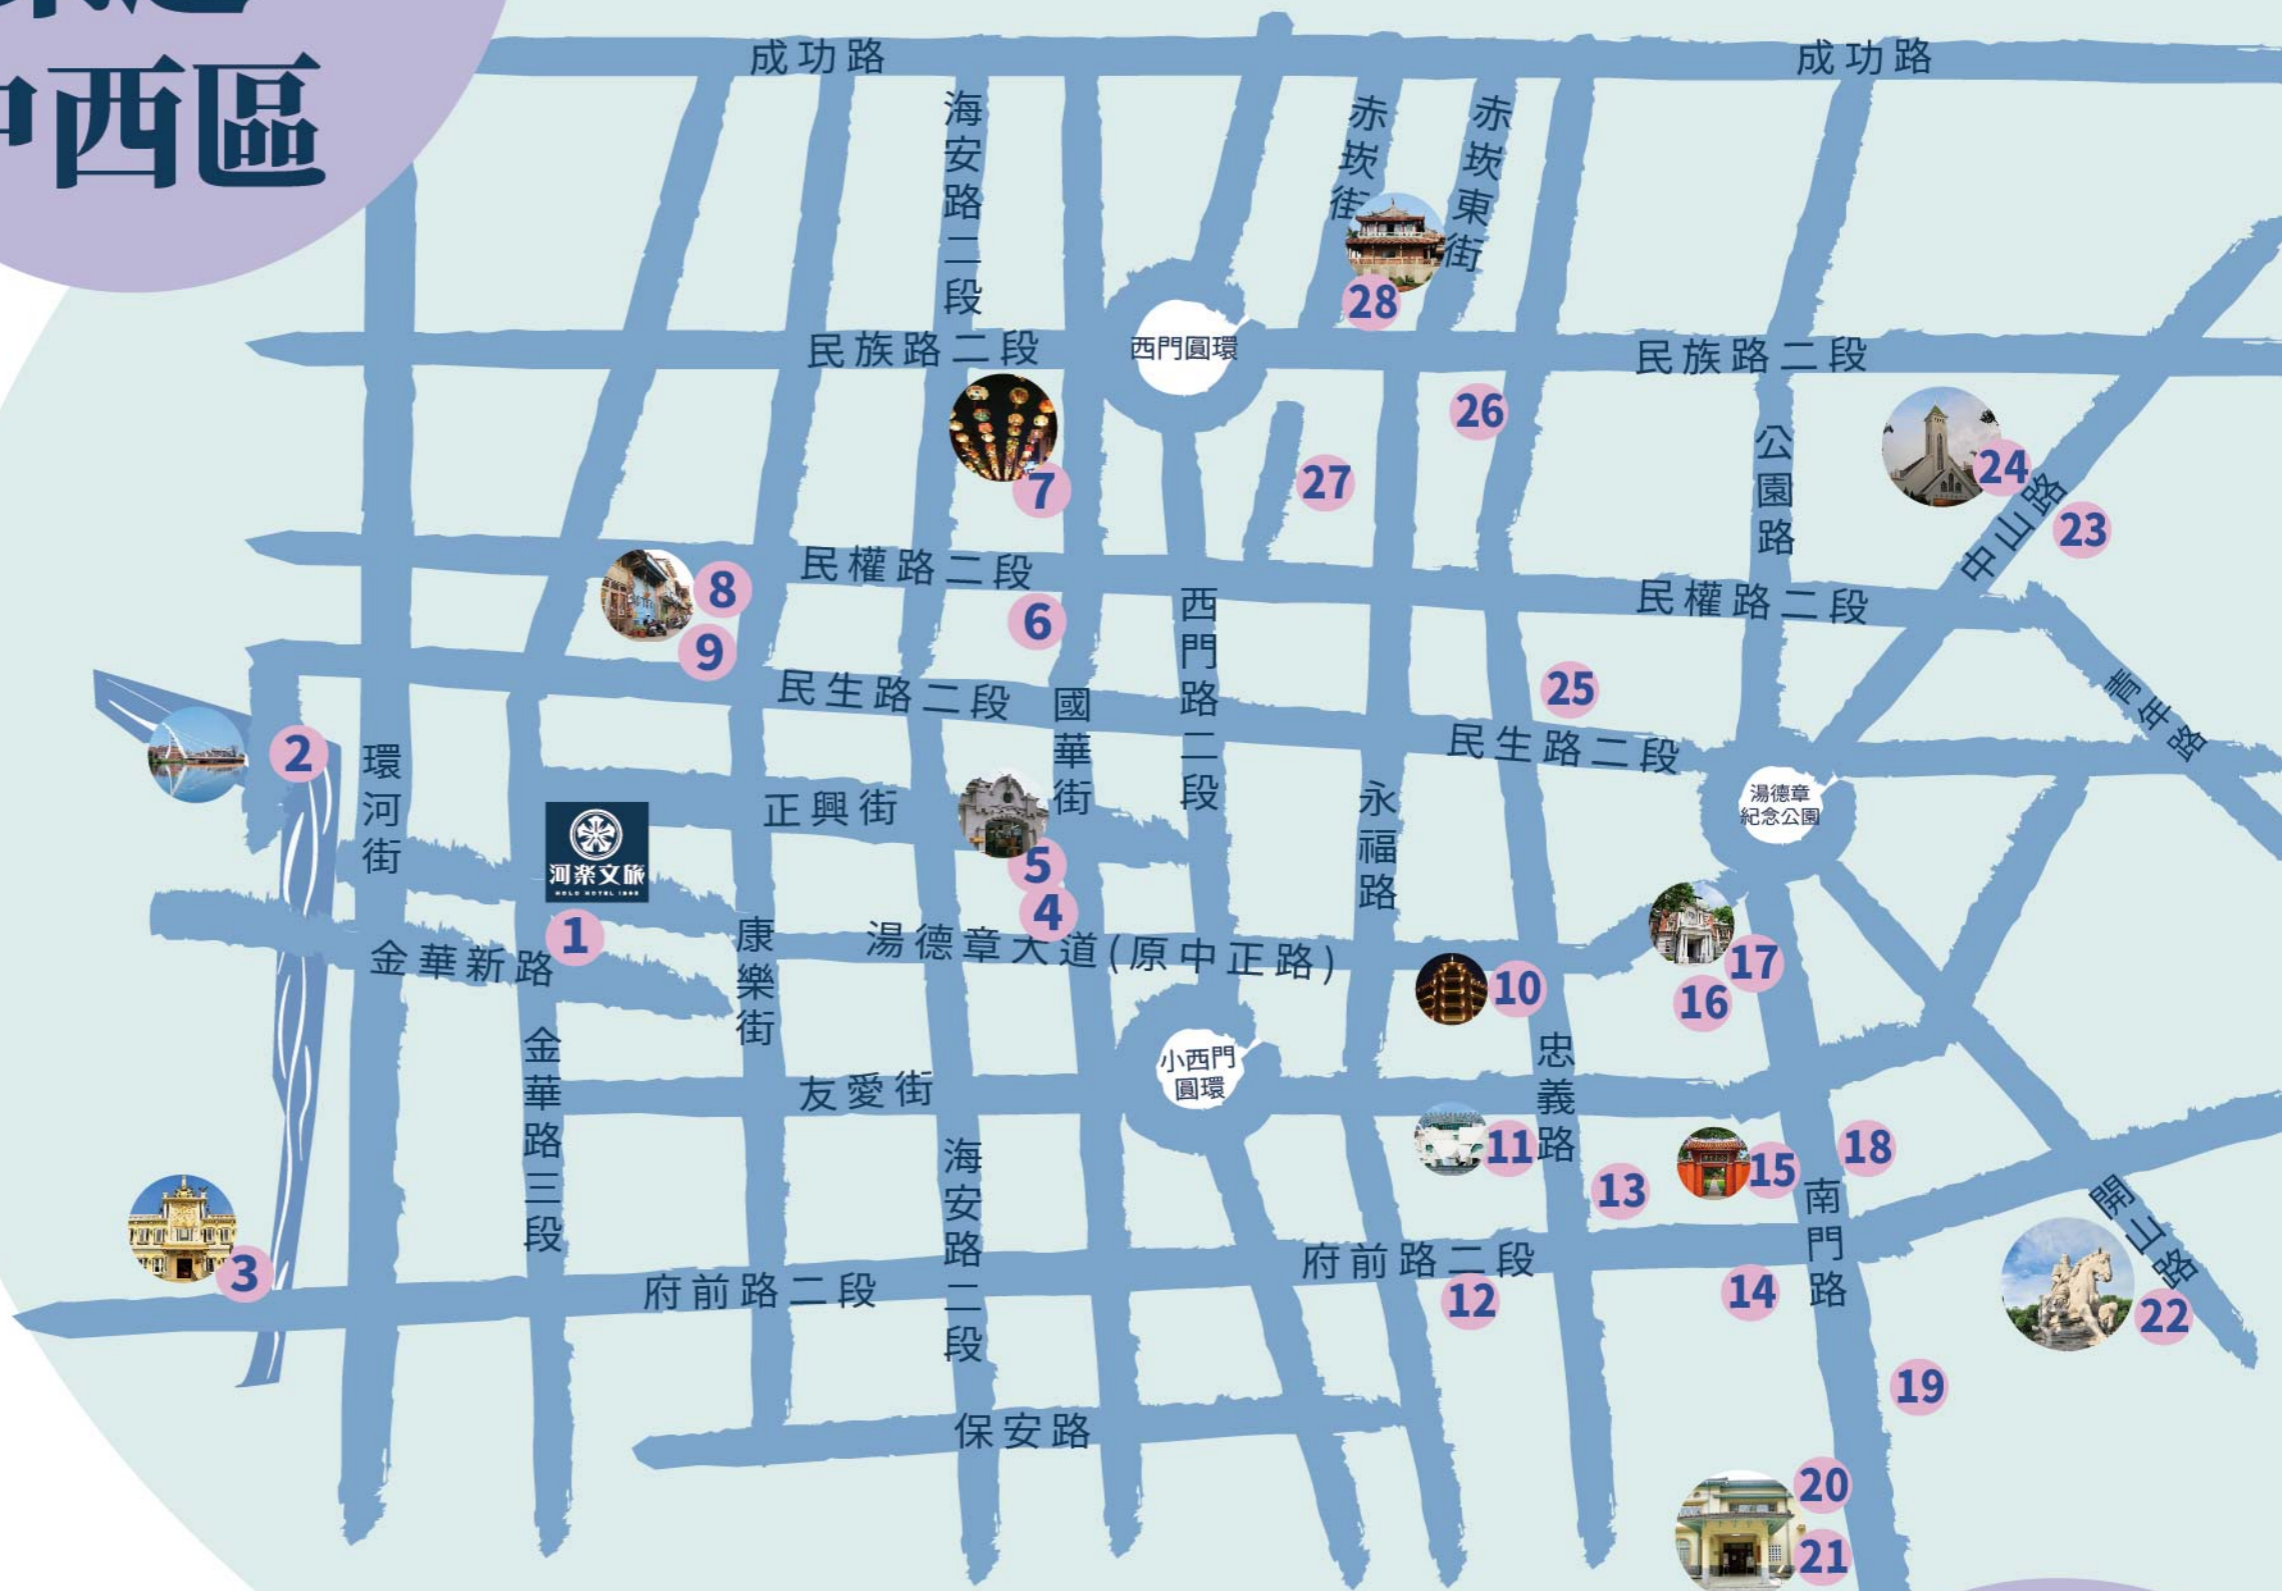 中西區
成功路
成功路
海安路二段
赤崁街
赤崁東街
28
民族路二段
西門圓環
民族路二段
26
7
27
公園路
24
中山路
23
8
民權路二段
6
西門路二段
民權路二段
9
民生路二段
25
青年路
2
環河街
國華街
民生路二段
正興街
永福路
湯德章
紀念公園
河楽文旅
HOLO HOTEL
5
4
1
金華新路
康樂街
湯德章大道(原中正路)
10
17
16
金華路三段
友愛街
小西門
圓環
忠義路
11
13
15
18
海安路二段
南門路
開山路
3
府前路二段
府前路二段
12
14
22
19
保安路
20
21